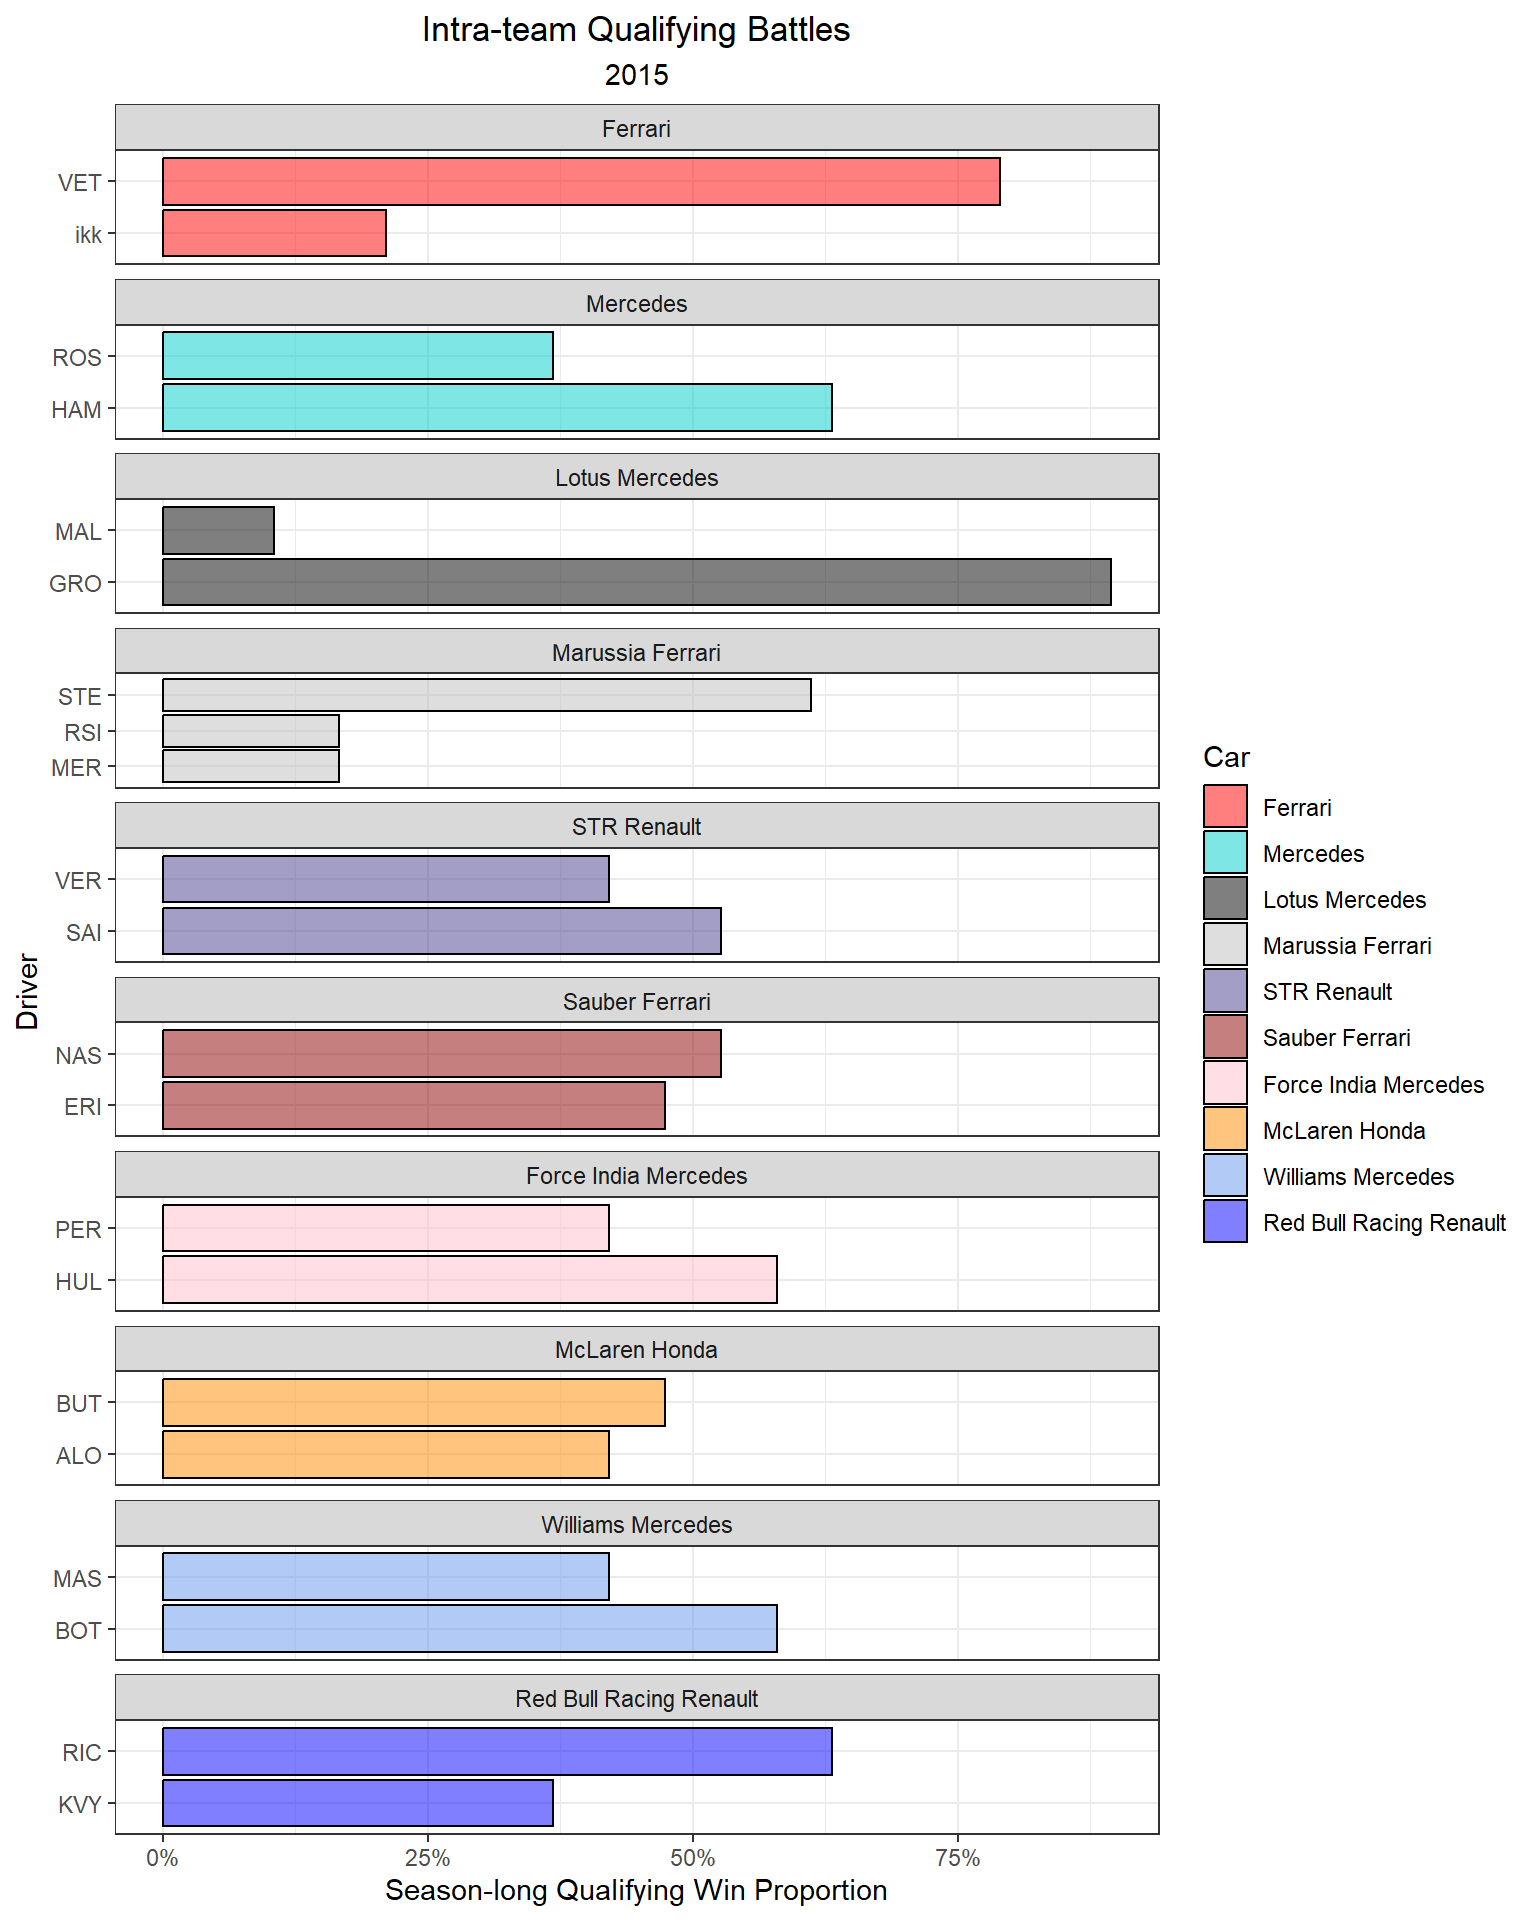 Intra-team Qualifying Battles
2015
Ferrari
VET
ikk
Mercedes
ROS
HAM
Lotus Mercedes
MAL
GRO
Marussia Ferrari
STE
RSI
MER
STR Renault
VER
SAI
Sauber Ferrari
NAS
ERI
Force India Mercedes
PER
HUL
McLaren Honda
BUT
ALO
Williams Mercedes
MAS
BOT
Red Bull Racing Renault
RIC
KVY
0% 25% 50% 75%
Season-long Qualifying Win Proportion
Driver
Car
Ferrari
Mercedes
Lotus Mercedes
Marussia Ferrari
STR Renault
Sauber Ferrari
Force India Mercedes
McLaren Honda
Williams Mercedes
Red Bull Racing Renault